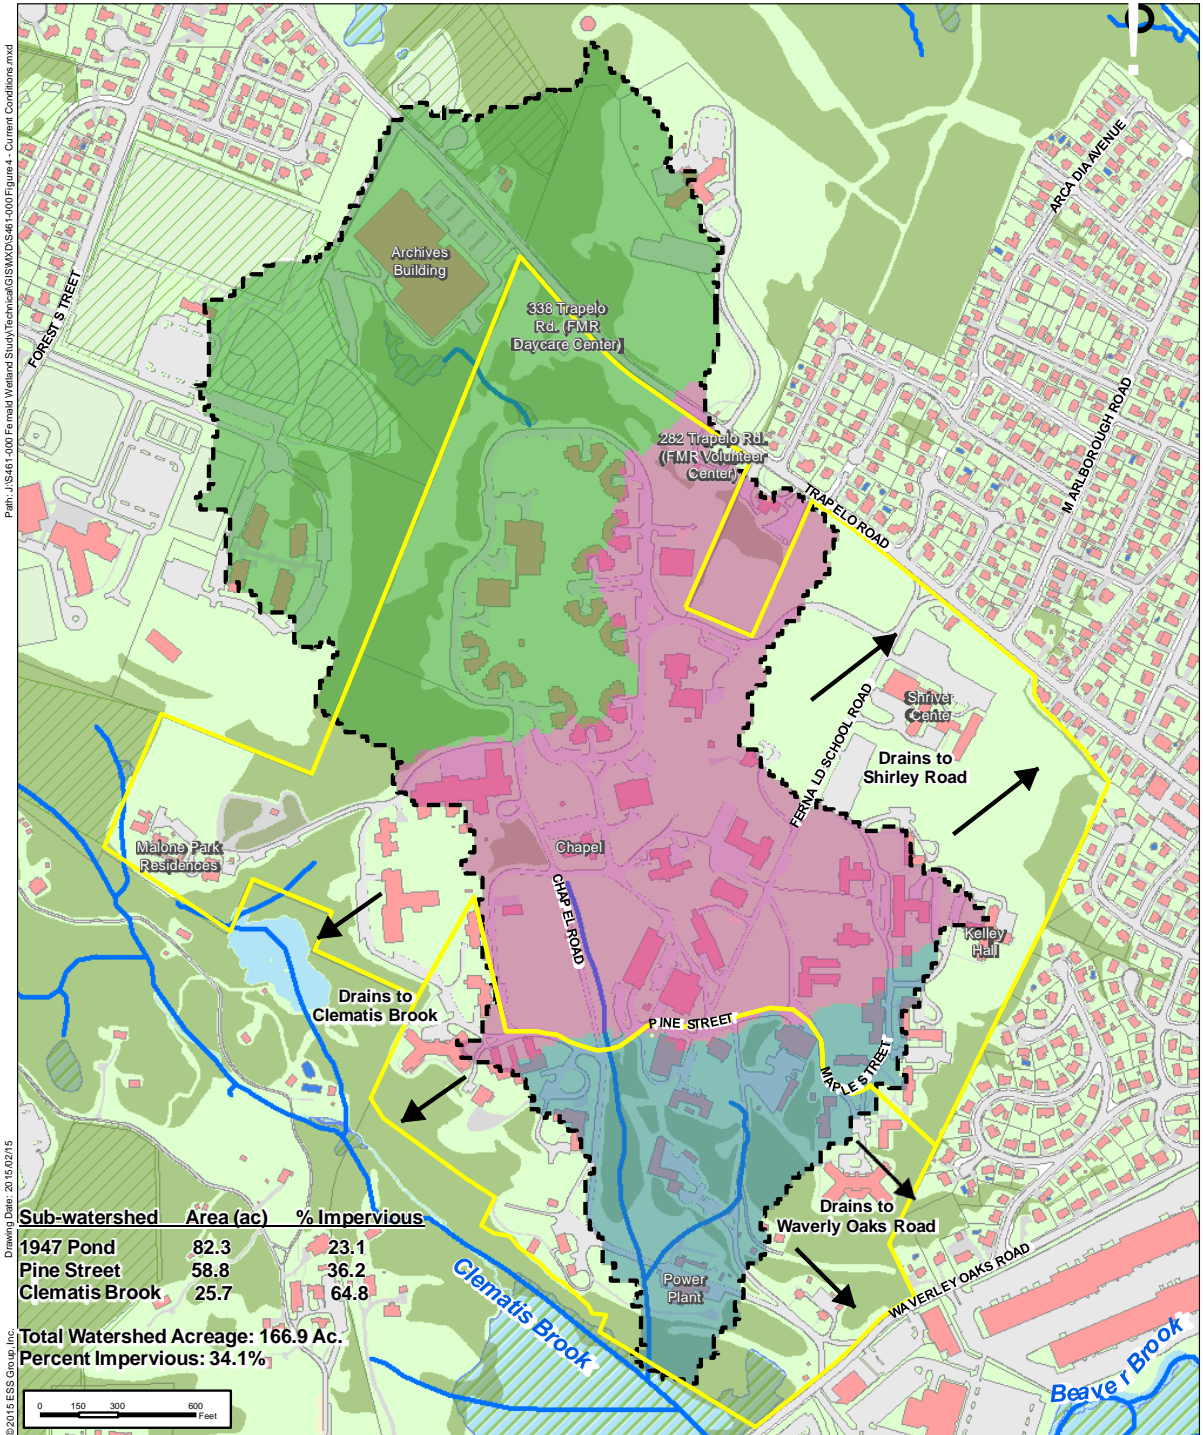 Path: J:\S461-000 Fernald Wetland Study\Technical\GIS\MXD\S461-000 Figure 4 - Current Conditions.mxd
Drawing Date: 2015/02/15
©2015 ESS Group, Inc.
ARCADIA AVENUE
FOREST STREET
Archives
Building
338 Trapelo
Rd. (FMR
Daycare Center)
MARLBOROUGH ROAD
282 Trapelo Rd.
(FMR Volunteer
Center)
TRAPELO ROAD
Shriver
Cente
FERNALD SCHOOL ROAD
Drains to
Shirley Road
Malone Park
Residences
Chapel
CHAPEL ROAD
Kelley
Hall
Drains to
Clematis Brook
PINE STREET
MAPLE STREET
Drains to
Waverly Oaks Road
WAVERLEY OAKS ROAD
Power
Plant
Clematis Brook
Beaver Brook
Sub-watershed Area (ac) % Impervious
1947 Pond 82.3 23.1
Pine Street 58.8 36.2
Clematis Brook 25.7 64.8
Total Watershed Acreage: 166.9 Ac.
Percent Impervious: 34.1%
0 150 300 600
Feet